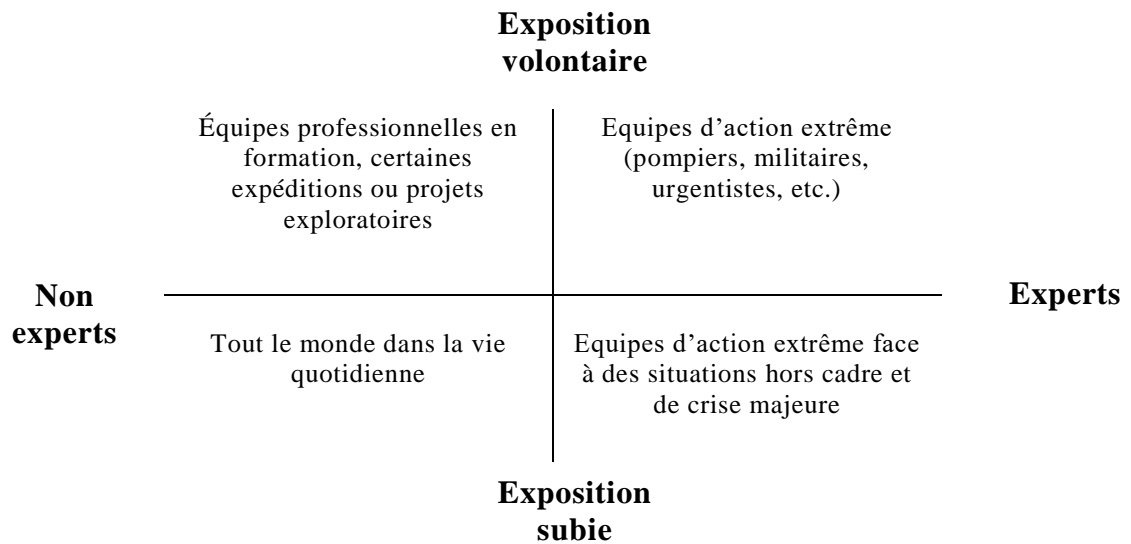 Exposition
volontaire
Équipes professionnelles en
formation, certaines
expéditions ou projets
exploratoires
Equipes d'action extrême
(pompiers, militaires,
urgentistes, etc.)
Non
experts
Experts
Tout le monde dans la vie
quotidienne
Equipes d'action extrême face
à des situations hors cadre et
de crise majeure
Exposition
subie